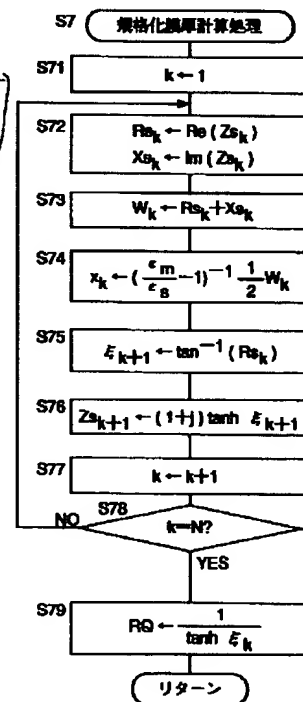 S7 規格化膜厚計算処理
S71 k←1
S72 Rs_k←Re(Zs_k)
Xs_k←Im(Zs_k)
S73 W_k←Rs_k+Xs_k
S74 x_k←(ε_m/ε_s−1)^−1 1/2 W_k
S75 ξ_k+1←tan^−1(Rs_k)
S76 Zs_k+1←(1+j)tanh ξ_k+1
S77 k←k+1
S78 k=N?
NO
YES
S79 RQ←1/tanh ξ_k
リターン